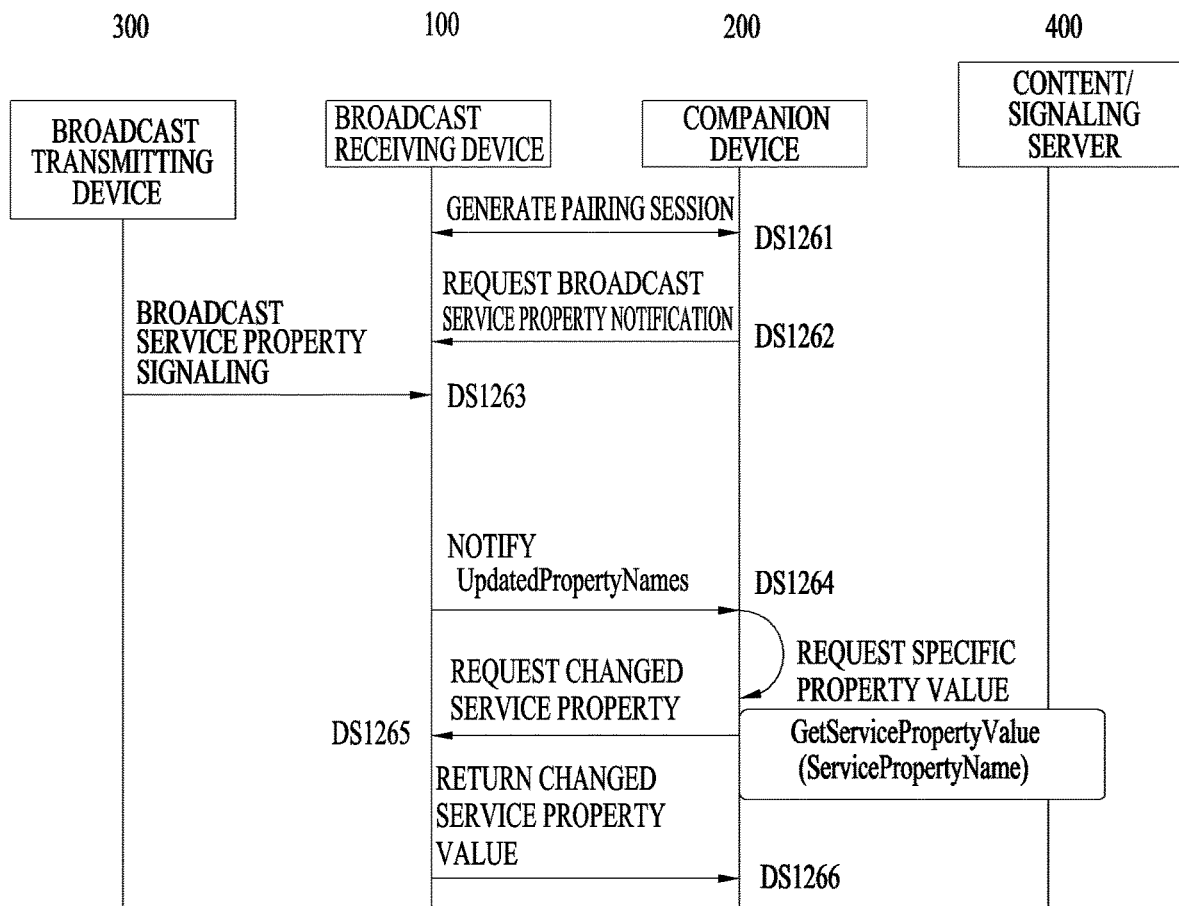 300
100
200
400
BROADCAST
TRANSMITTING
DEVICE
BROADCAST
RECEIVING DEVICE
COMPANION
DEVICE
CONTENT/
SIGNALING
SERVER
GENERATE PAIRING SESSION
DS1261
REQUEST BROADCAST
SERVICE PROPERTY NOTIFICATION
DS1262
BROADCAST
SERVICE PROPERTY
SIGNALING
DS1263
NOTIFY
UpdatedPropertyNames
DS1264
REQUEST SPECIFIC
PROPERTY VALUE
REQUEST CHANGED
SERVICE PROPERTY
DS1265
GetServicePropertyValue
(ServicePropertyName)
RETURN CHANGED
SERVICE PROPERTY
VALUE
DS1266